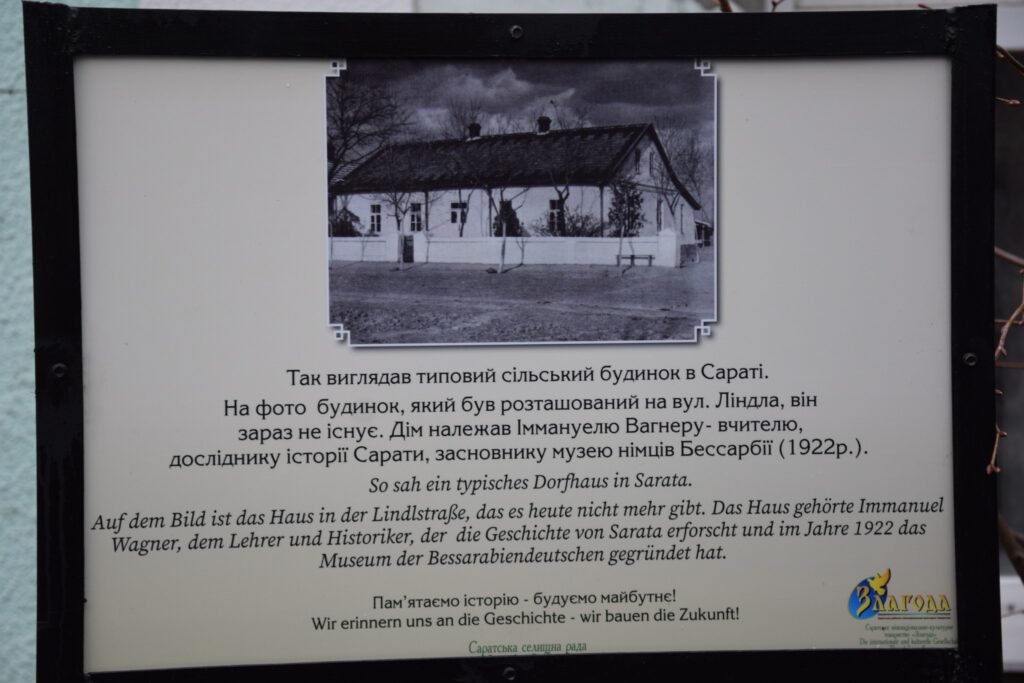 Так виглядав типовий сільський будинок в Сараті.
На фото будинок, який був розташований на вул. Ліндла, він
зараз не існує. Дім належав Іммануелю Вагнеру- вчителю,
досліднику історії Сарати, засновнику музею німців Бессарбії (1922р.).
So sah ein typisches Dorfhaus in Sarata.
Auf dem Bild ist das Haus in der Lindlstraße, das es heute nicht mehr gibt. Das Haus gehörte Immanuel
Wagner, dem Lehrer und Historiker, der die Geschichte von Sarata erforscht und im Jahre 1922 das
Museum der Bessarabiendeutschen gegründet hat.
Пам’ятаємо історію - будуємо майбутнє!
Wir erinnern uns an die Geschichte - wir bauen die Zukunft!
Саратська селищна рада
Злагода
товариство «Злагода»